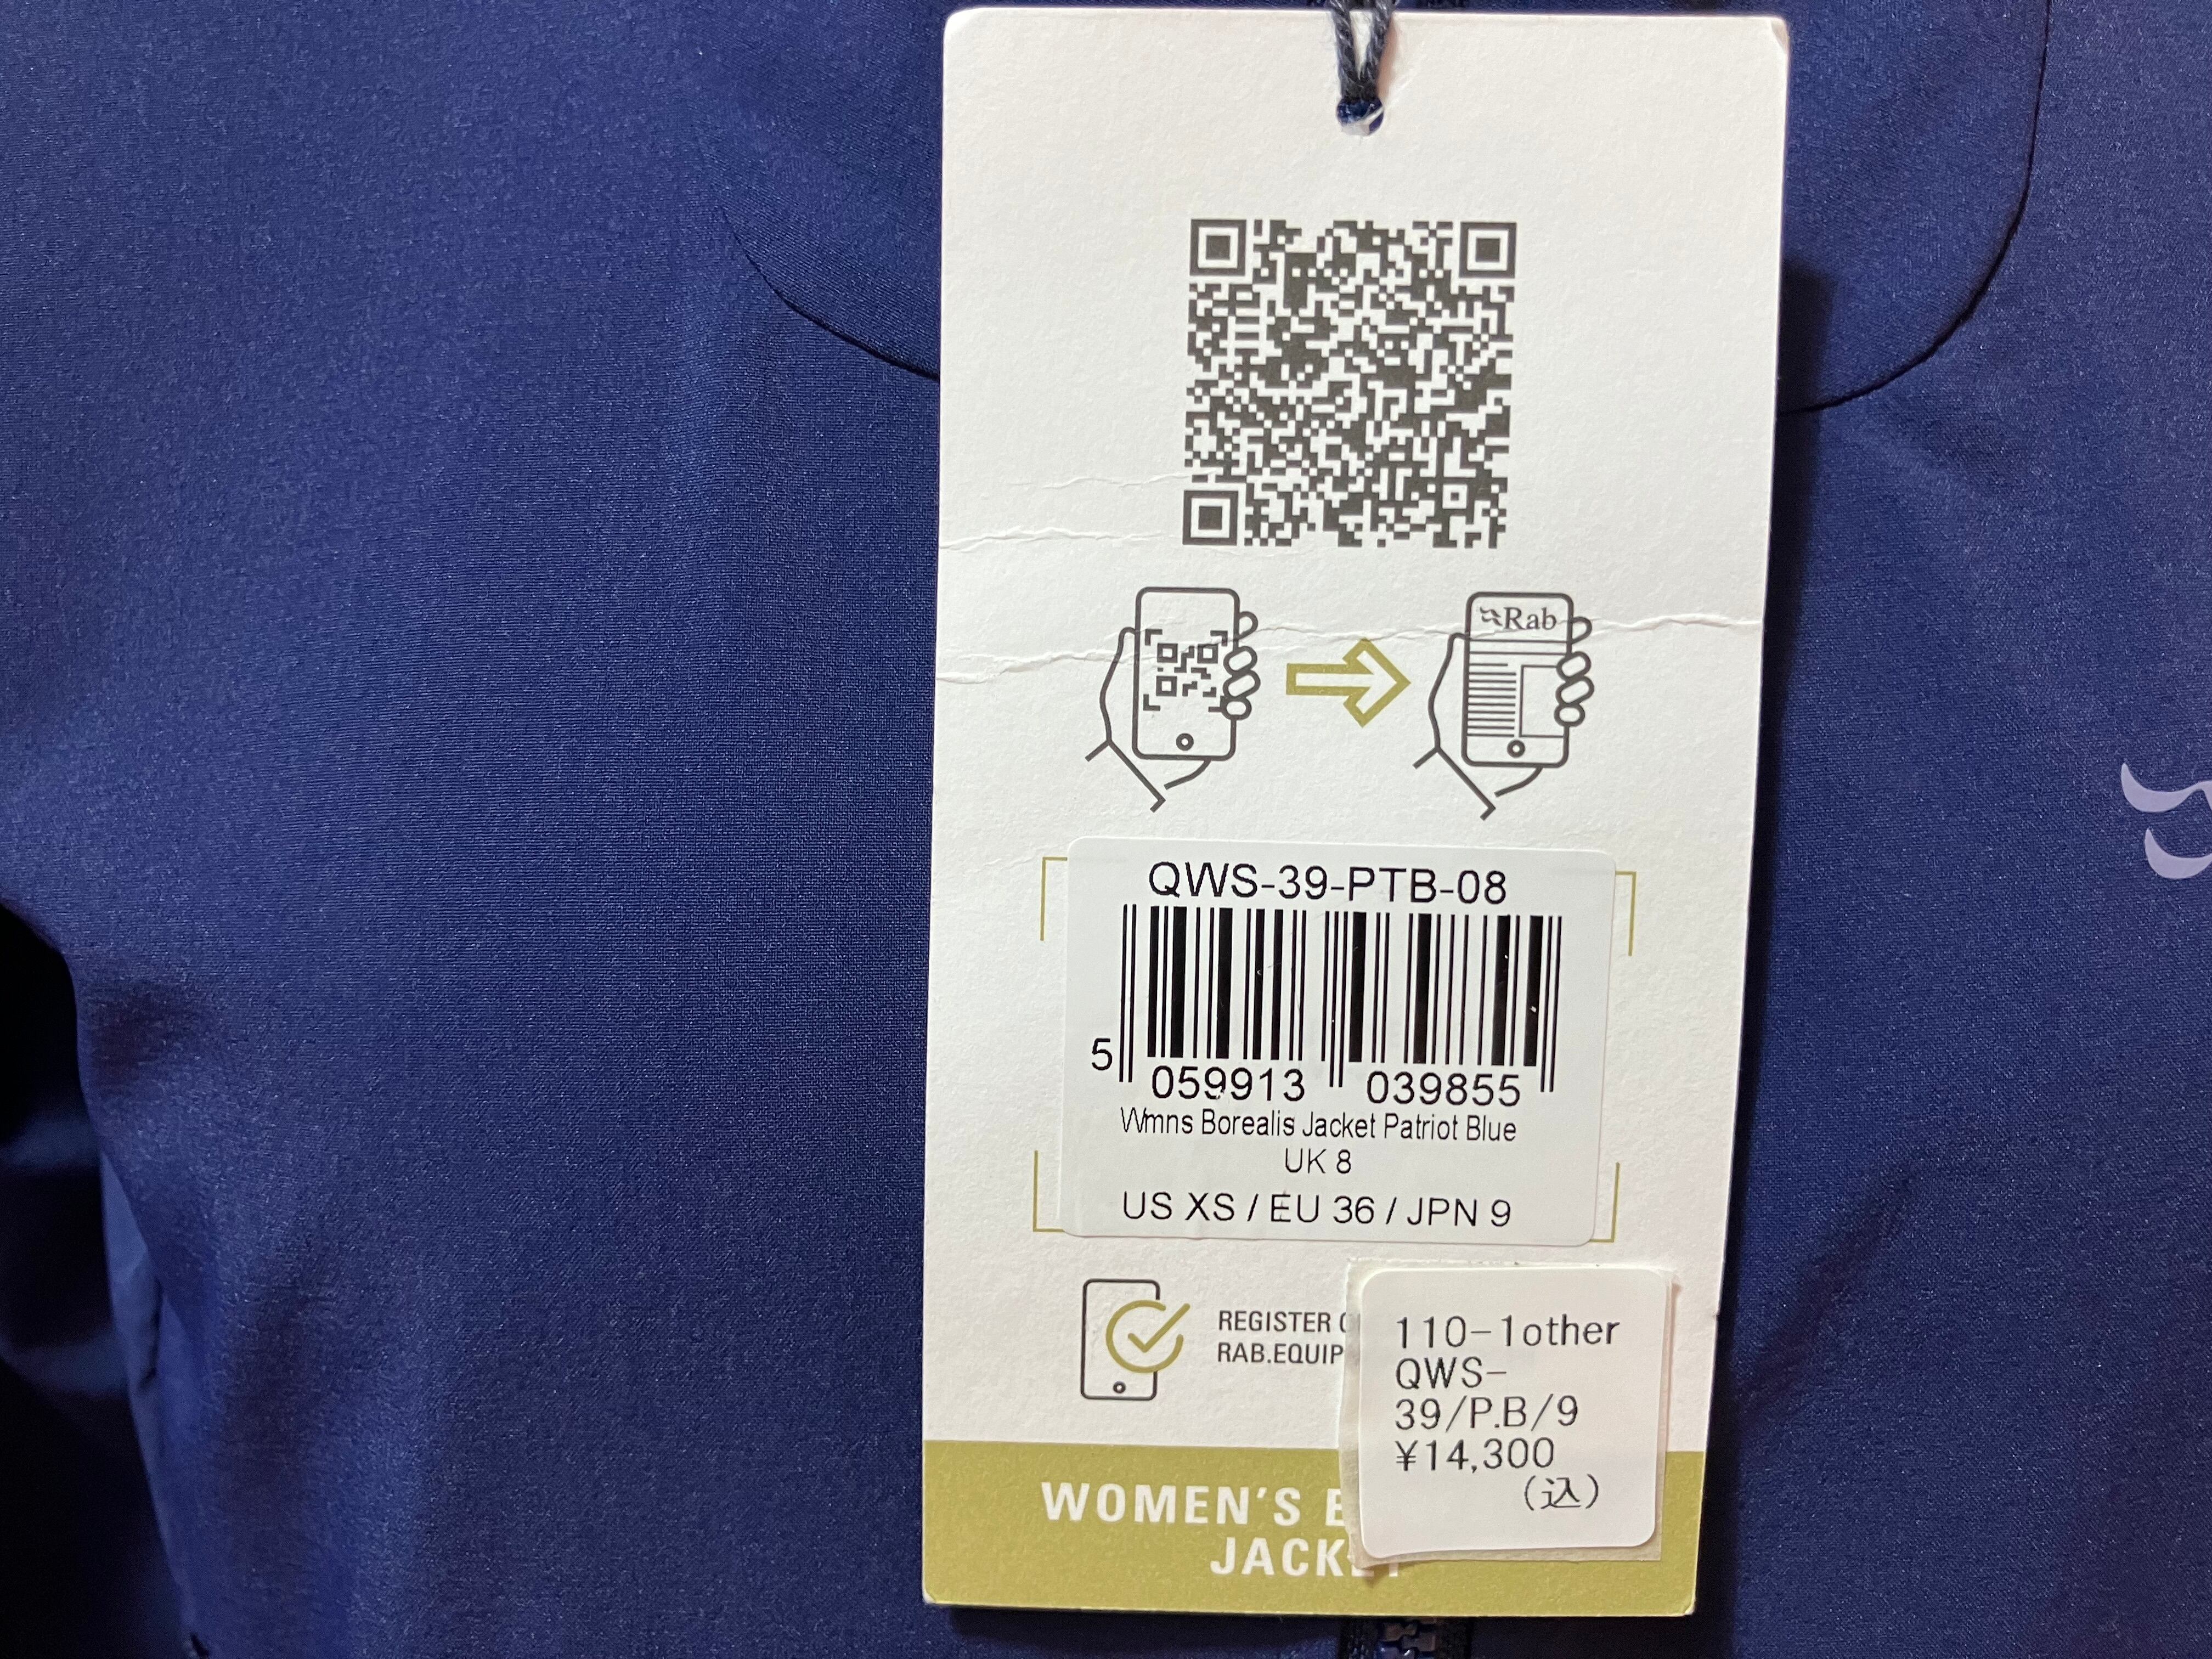 Rab
QWS-39-PTB-08
5 059913 039855
Wmns Borealis Jacket Patriot Blue
UK 8
US XS / EU 36 / JPN 9
REGISTER
RAB.EQUIP
110-1other
QWS-
39/P.B/9
¥14,300
(込)
WOMEN'S
JACKET